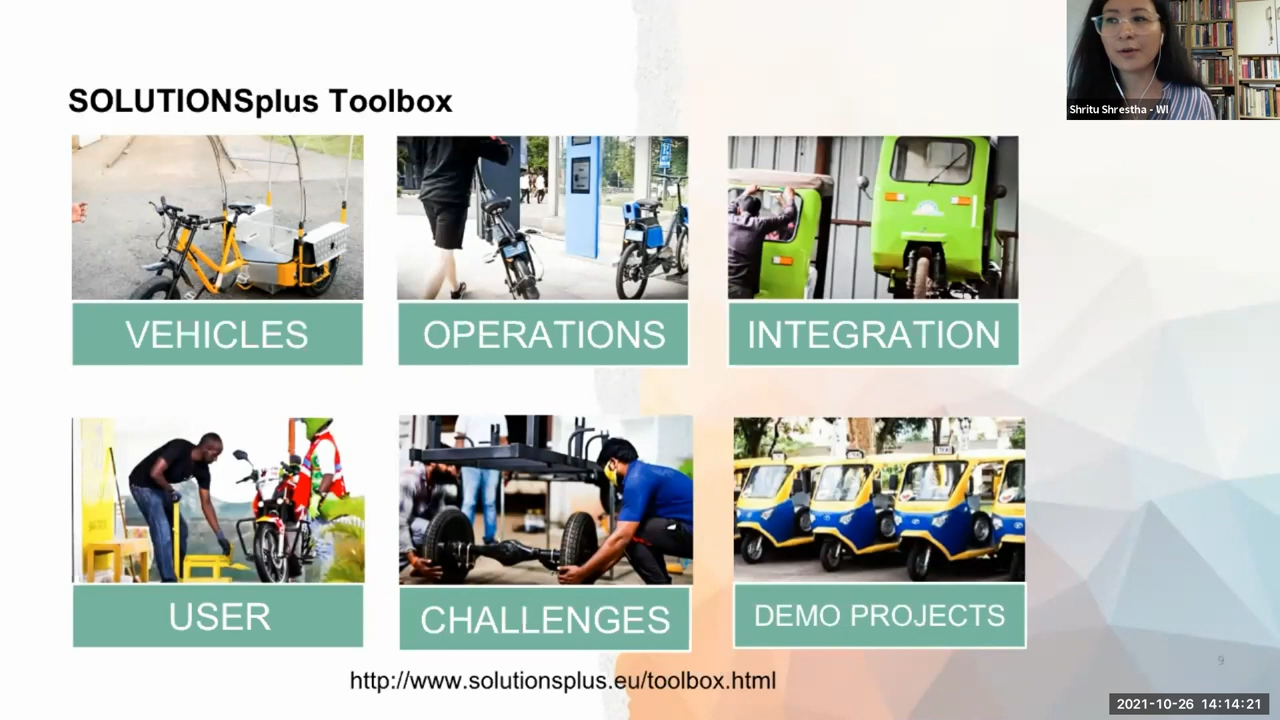 SOLUTIONSplus Toolbox
Shritu Shrestha - WI
VEHICLES
OPERATIONS
INTEGRATION
USER
CHALLENGES
DEMO PROJECTS
http://www.solutionsplus.eu/toolbox.html
9
2021-10-26 14:14:21